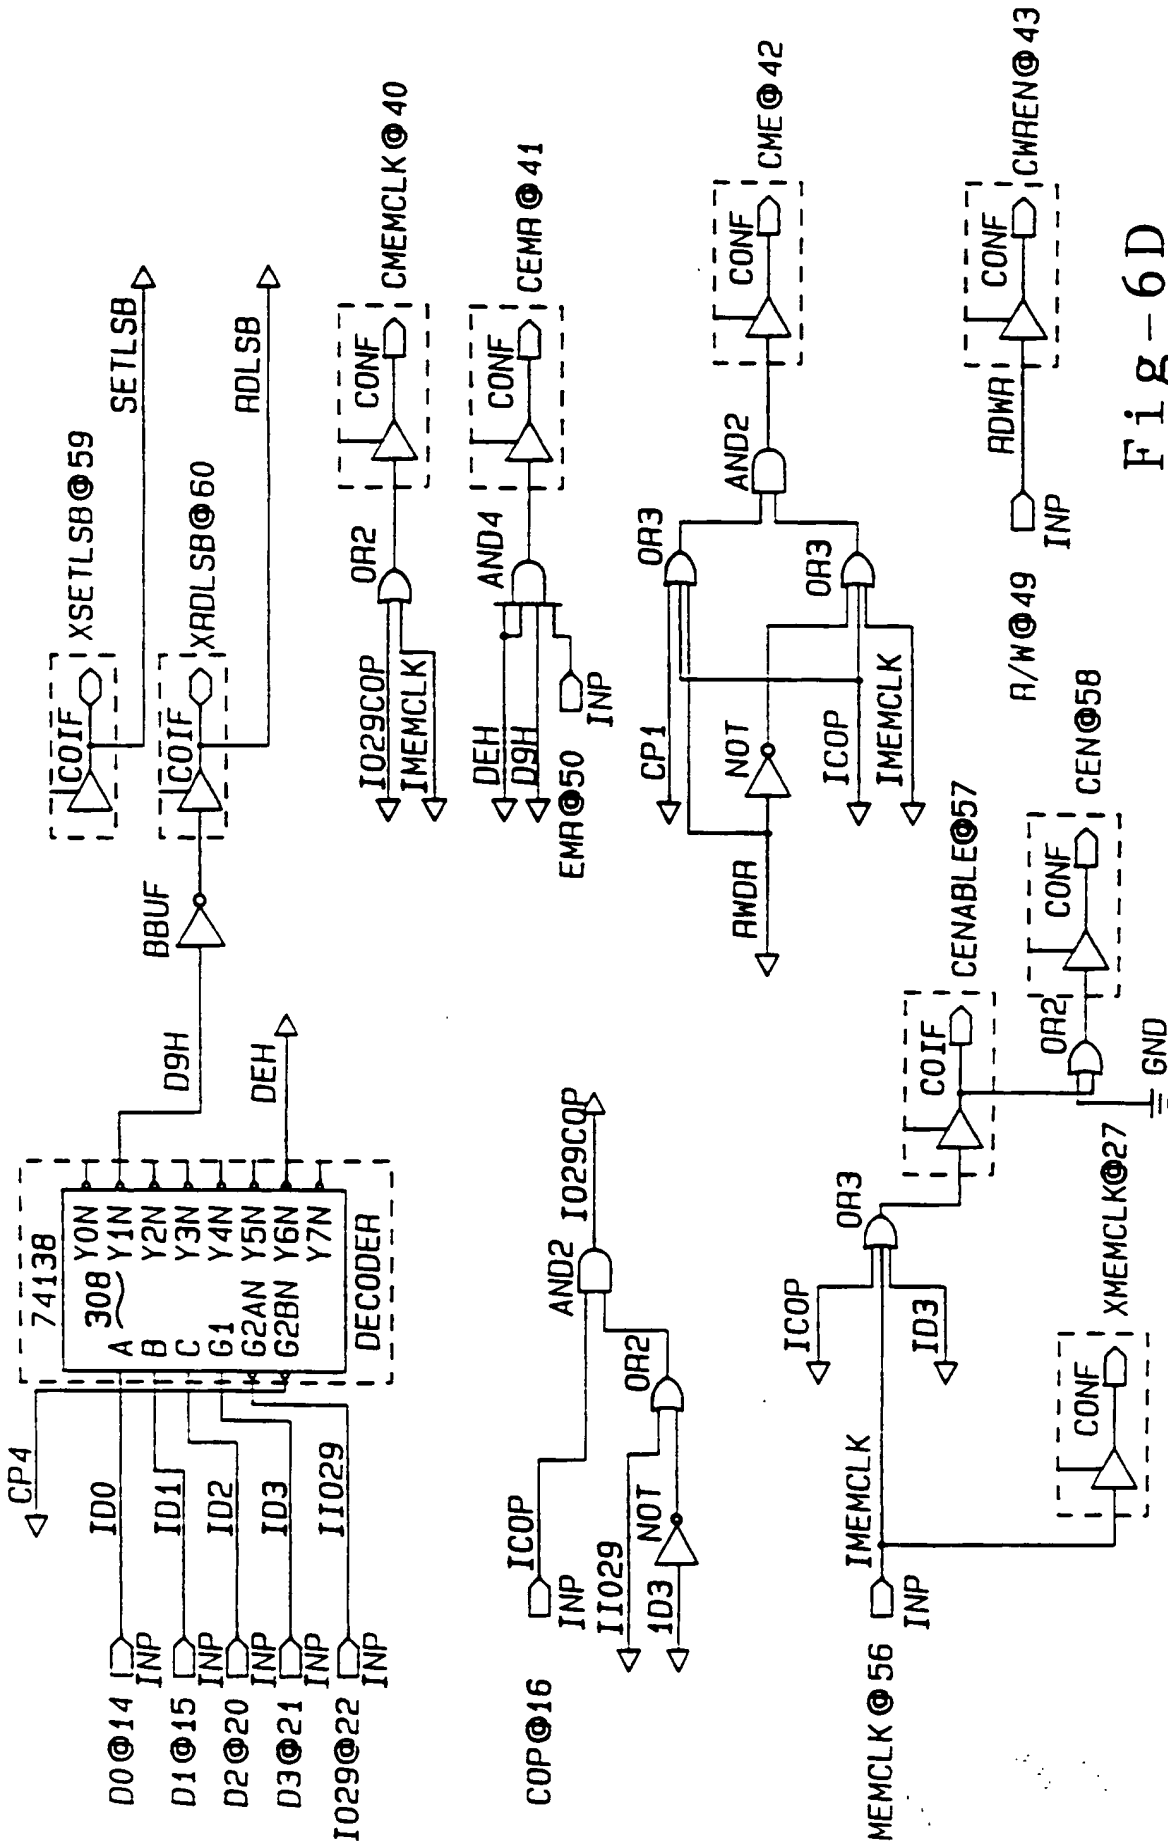 CP4
74138
308
A
B
C
G1
G2AN
G2BN
Y0N
Y1N
Y2N
Y3N
Y4N
Y5N
Y6N
Y7N
DECODER
D0@14
INP
ID0
D1@15
INP
ID1
D2@20
INP
ID2
D3@21
INP
ID3
IO29@22
INP
IIO29
D9H
DEH
BBUF
COIF
XSETLSB@59
SETLSB
COIF
XRDLSB@60
RDLSB
IO29COP
IMEMCLK
OR2
CONF
CMEMCLK@40
DEH
D9H
EMR@50
INP
AND4
CONF
CEMR@41
COP@16
INP
ICOP
IIO29
1D3
NOT
OR2
AND2
IO29COP
CP1
RWDR
NOT
ICOP
IMEMCLK
OR3
OR3
AND2
CONF
CME@42
MEMCLK@56
INP
IMEMCLK
ICOP
ID3
OR3
COIF
CENABLE@57
OR2
GND
CONF
CEN@58
CONF
XMEMCLK@27
R/W@49
INP
RDWR
CONF
CWREN@43
Fig-6D